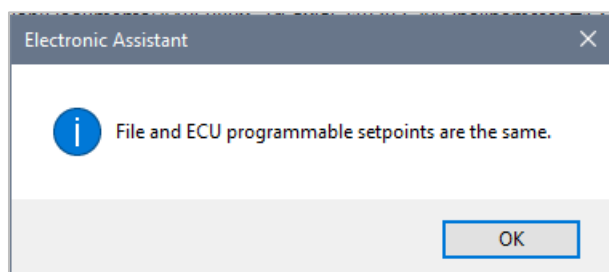 Electronic Assistant
File and ECU programmable setpoints are the same.
OK